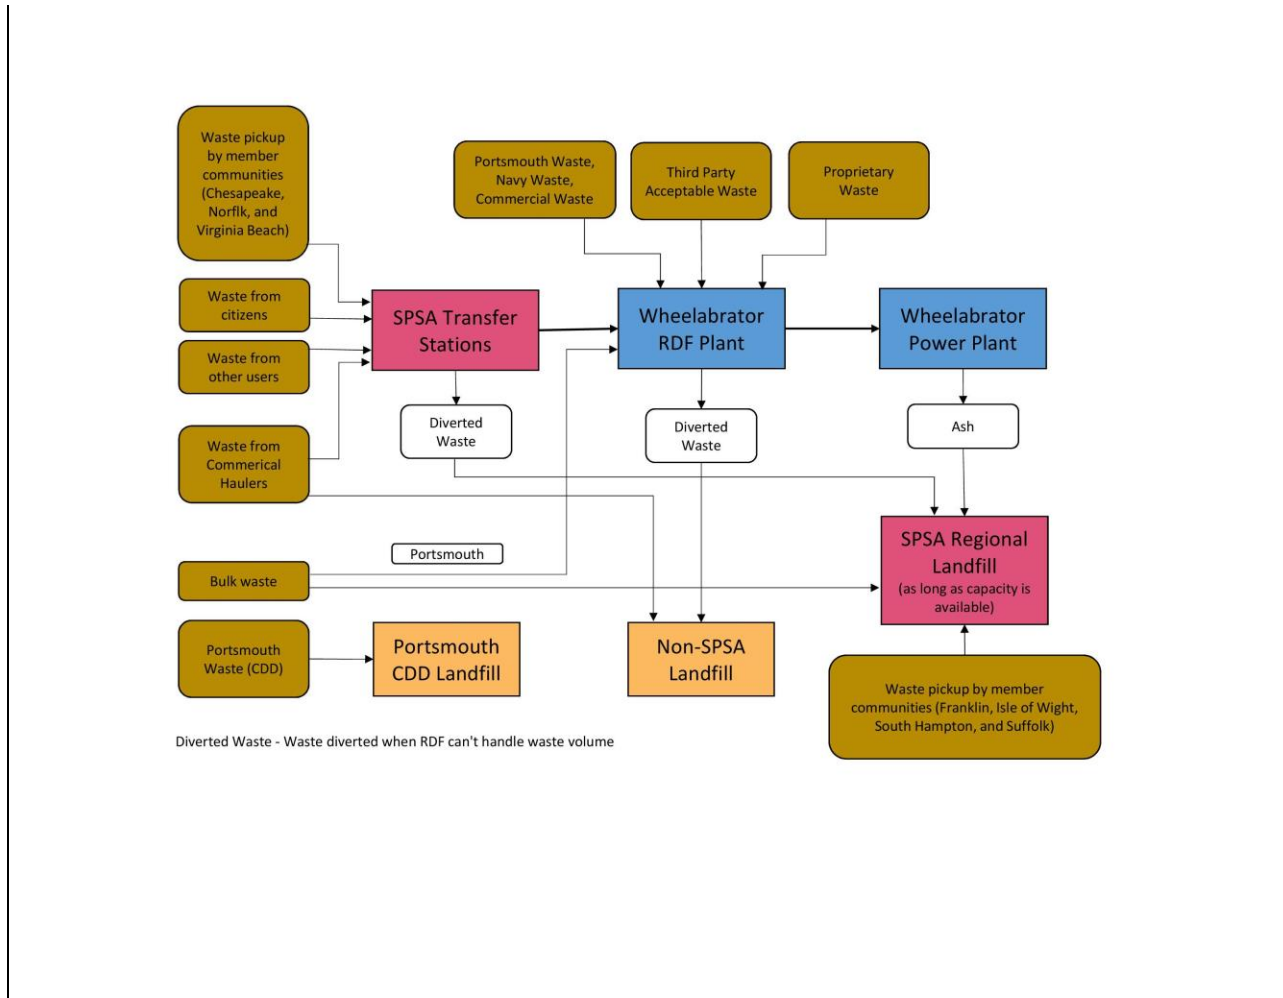 Waste pickup
by member
communities
(Chesapeake,
Norflk, and
Virginia Beach)
Portsmouth Waste,
Navy Waste,
Commercial Waste
Third Party
Acceptable Waste
Proprietary
Waste
Waste from
citizens
Waste from
other users
SPSA Transfer
Stations
Wheelabrator
RDF Plant
Wheelabrator
Power Plant
Diverted
Waste
Diverted
Waste
Ash
Waste from
Commerical
Haulers
Portsmouth
Bulk waste
SPSA Regional
Landfill
(as long as capacity is
available)
Portsmouth
Waste (CDD)
Portsmouth
CDD Landfill
Non-SPSA
Landfill
Waste pickup by member
communities (Franklin, Isle of Wight,
South Hampton, and Suffolk)
Diverted Waste - Waste diverted when RDF can't handle waste volume